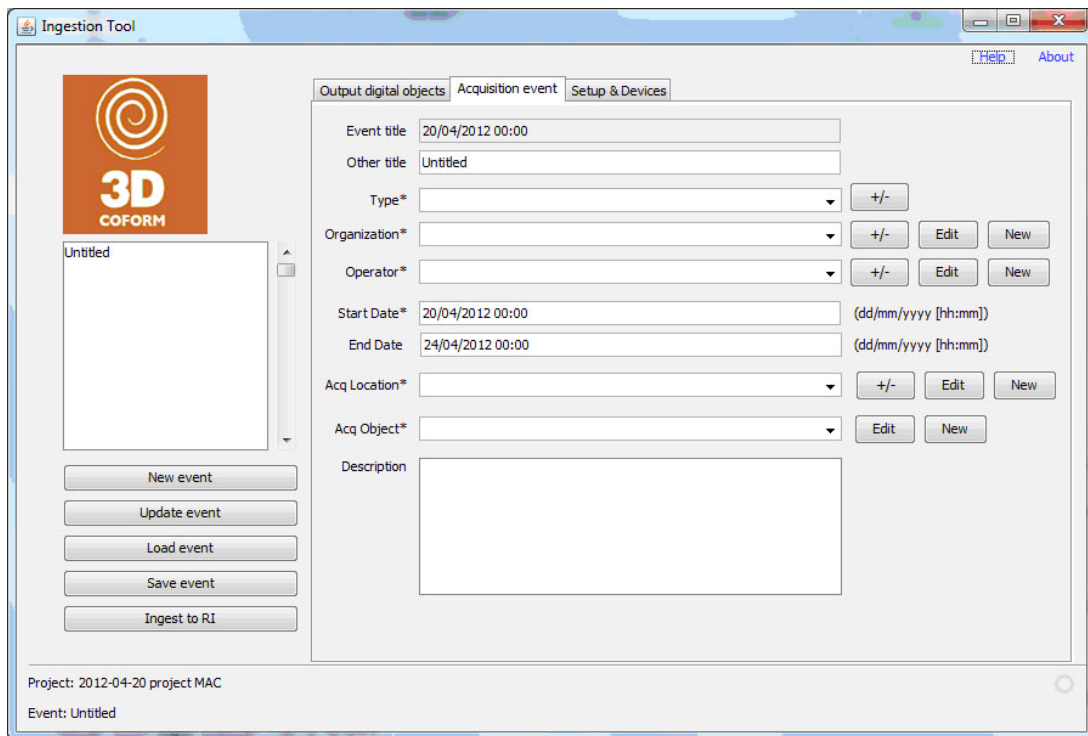 Ingestion Tool
Help About
3D
COFORM
Untitled
New event
Update event
Load event
Save event
Ingest to RI
Output digital objects Acquisition event Setup & Devices
Event title 20/04/2012 00:00
Other title Untitled
Type* +/-
Organization* +/- Edit New
Operator* +/- Edit New
Start Date* 20/04/2012 00:00 (dd/mm/yyyy [hh:mm])
End Date 24/04/2012 00:00 (dd/mm/yyyy [hh:mm])
Acq Location* +/- Edit New
Acq Object* Edit New
Description
Project: 2012-04-20 project MAC
Event: Untitled